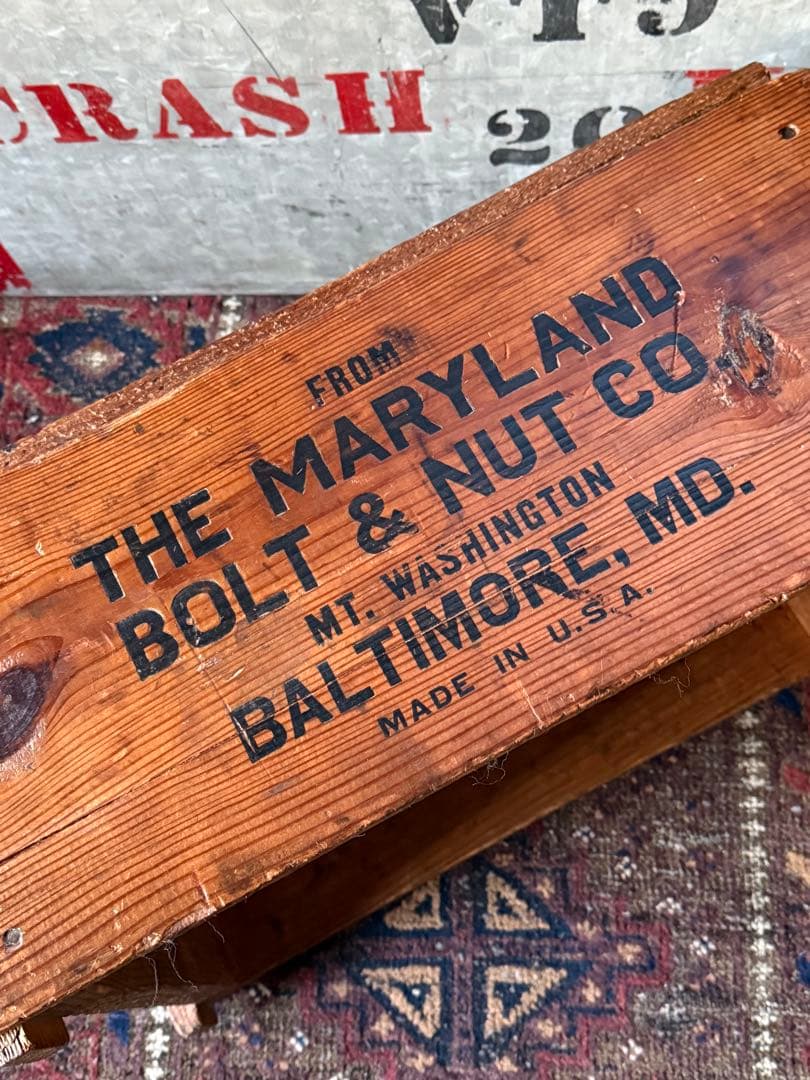 CRASH
FROM
THE MARYLAND
BOLT & NUT CO.
MT. WASHINGTON
BALTIMORE, MD.
MADE IN U.S.A.